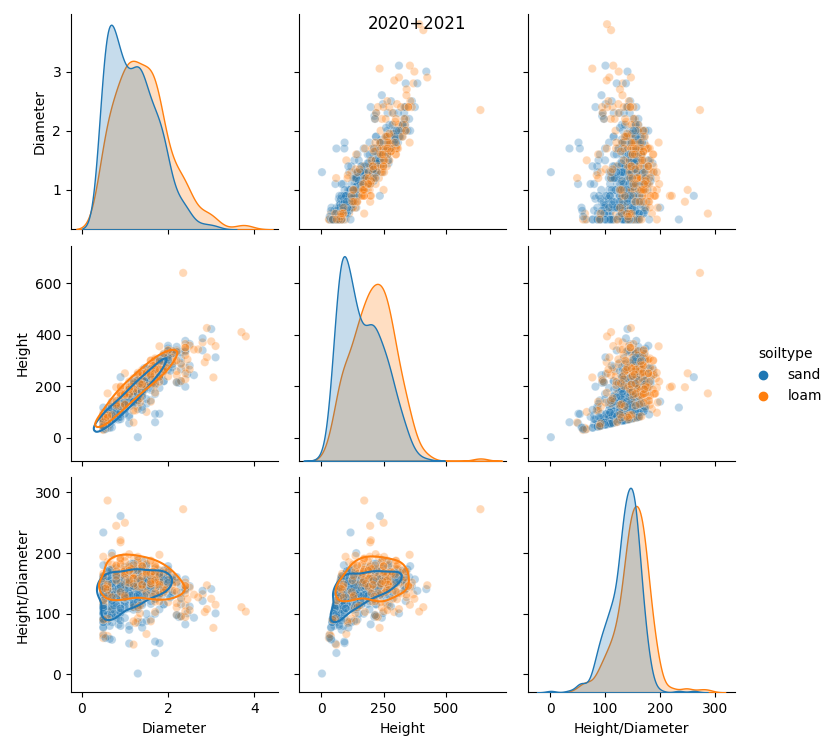 2020+2021
Diameter
3
2
1
Height
600
400
200
0
soiltype
sand
loam
Height/Diameter
300
200
100
0
0 2 4
0 250 500
0 100 200 300
Diameter
Height
Height/Diameter